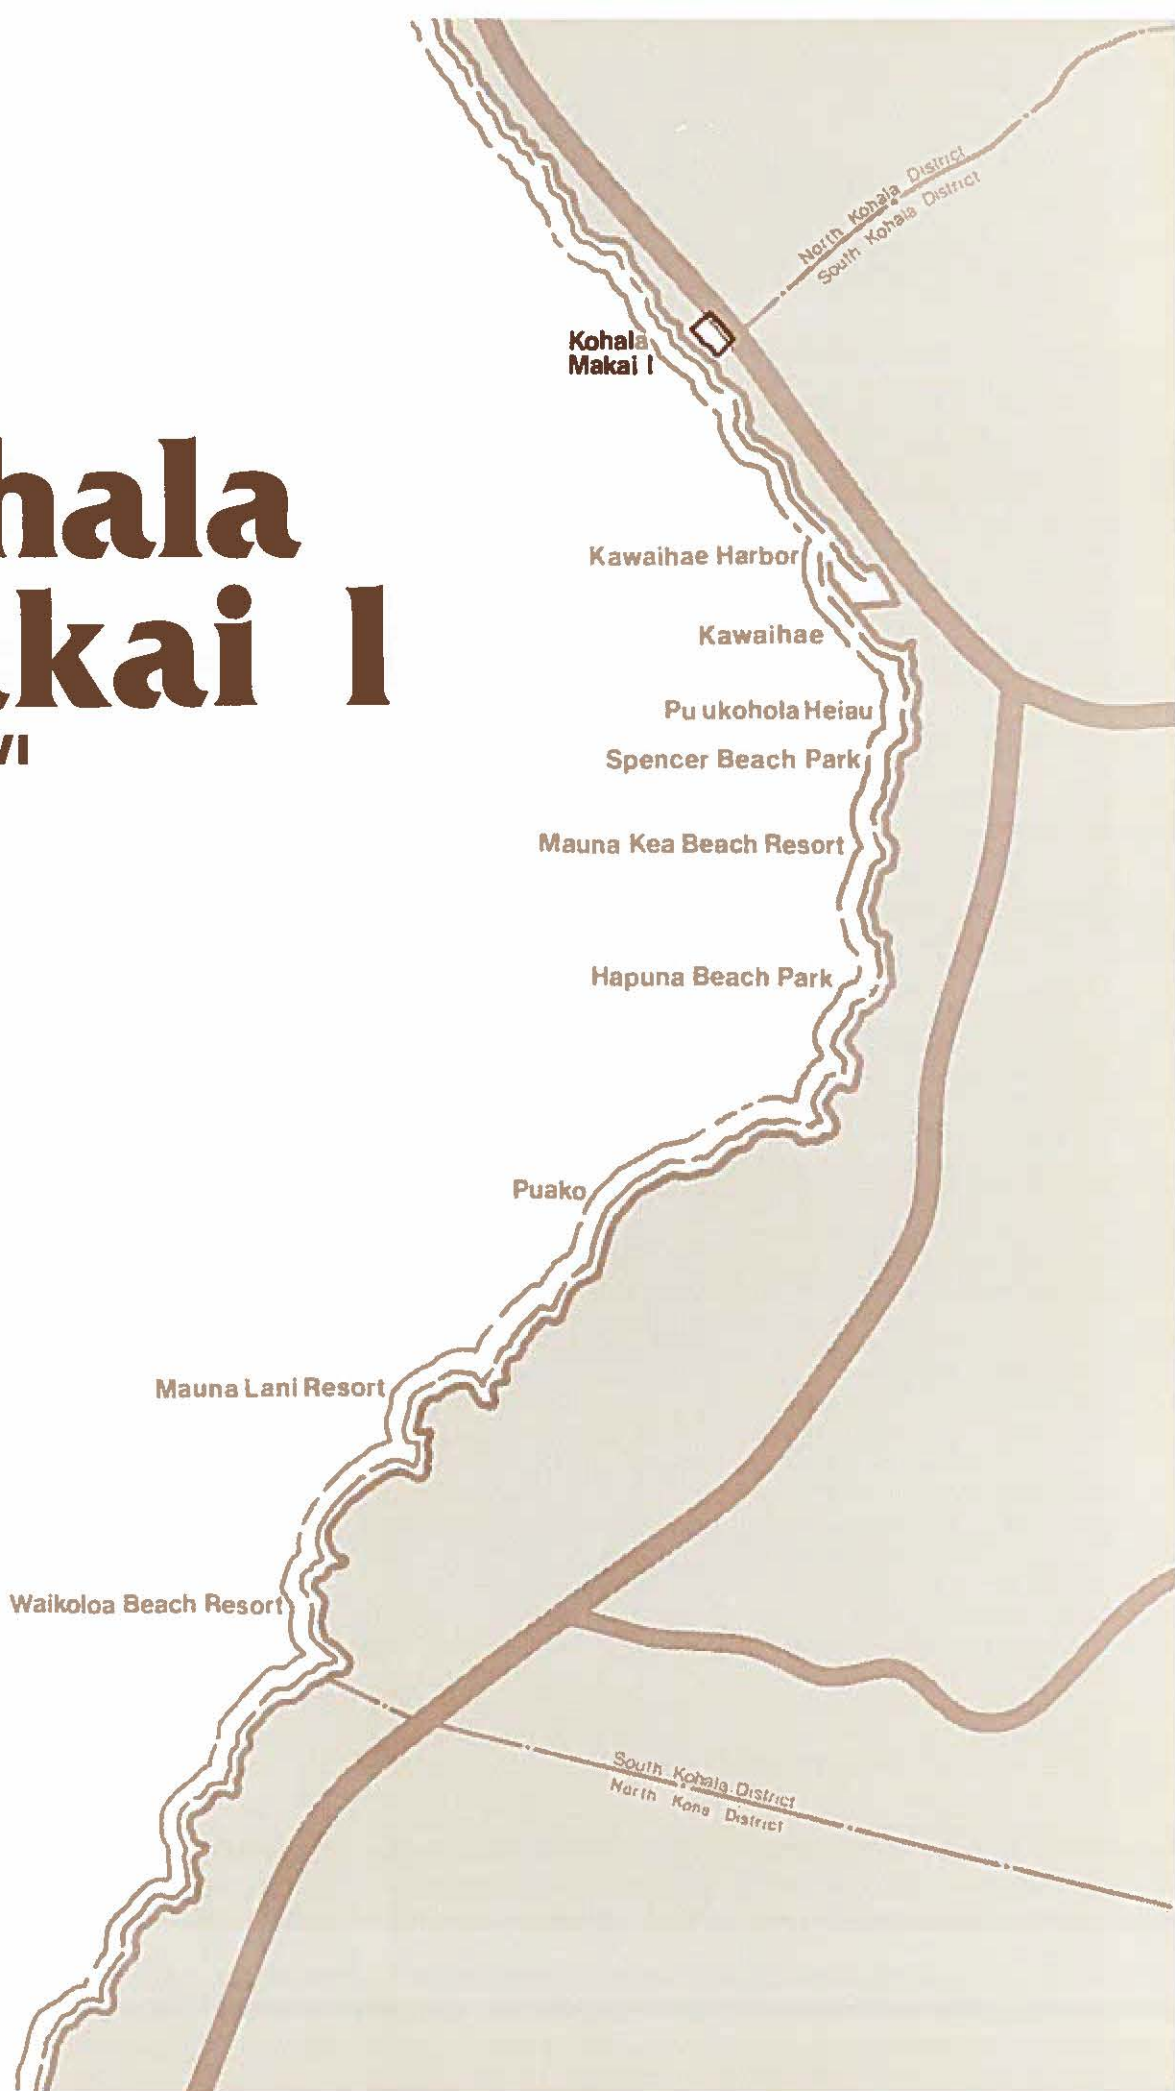 North Kohala District
South Kohala District
Kohala
Makai I
hala
kai I
VI
Kawaihae Harbor
Kawaihae
Pu ukohola Heiau
Spencer Beach Park
Mauna Kea Beach Resort
Hapuna Beach Park
Puako
Mauna Lani Resort
Waikoloa Beach Resort
South Kohala District
North Kona District